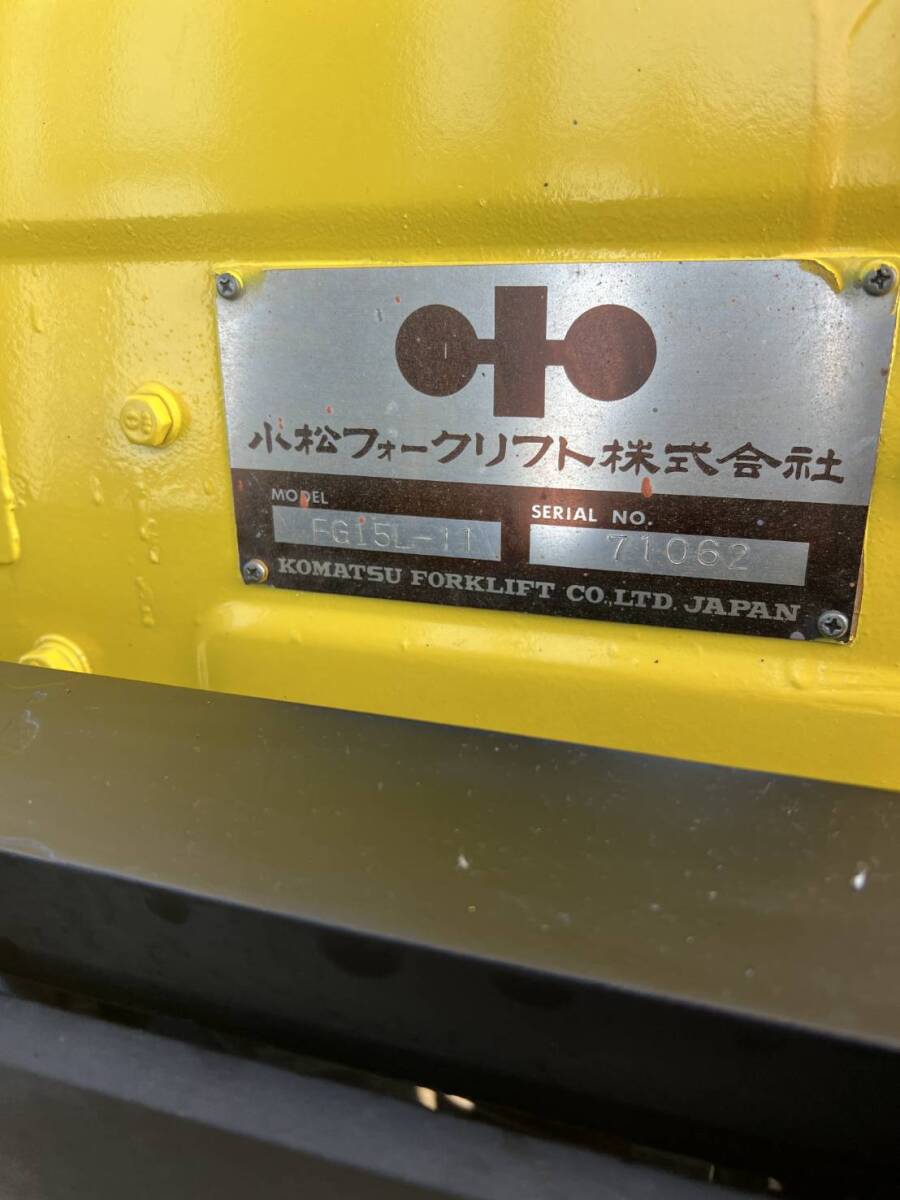 小松フォークリフト株式会社
MODEL
SERIAL NO.
FG15L-11
71062
KOMATSU FORKLIFT CO.,LTD. JAPAN